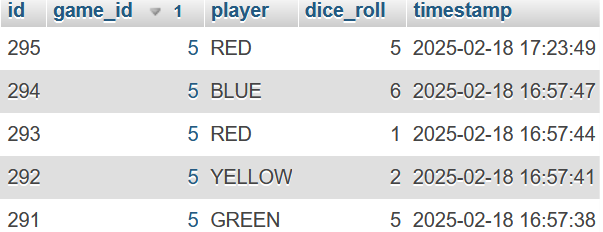 id game_id 1 player dice_roll timestamp
295 5 RED 5 2025-02-18 17:23:49
294 5 BLUE 6 2025-02-18 16:57:47
293 5 RED 1 2025-02-18 16:57:44
292 5 YELLOW 2 2025-02-18 16:57:41
291 5 GREEN 5 2025-02-18 16:57:38